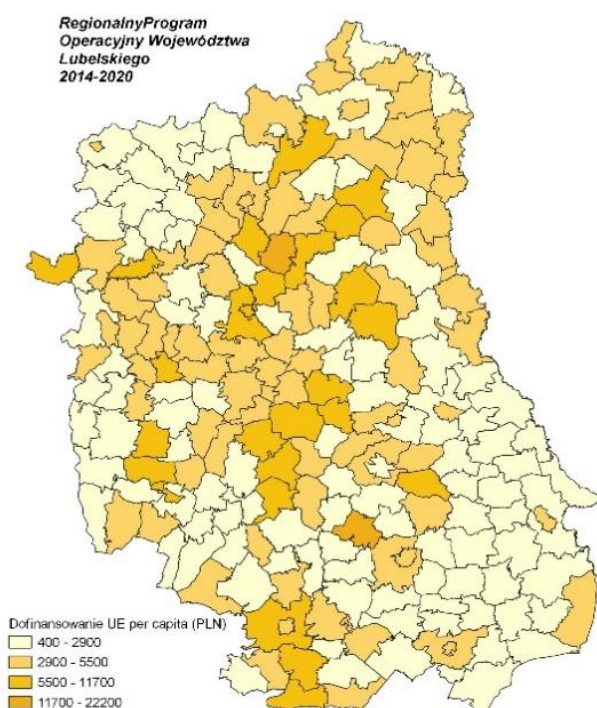 RegionalnyProgram
Operacyjny Województwa
Lubelskiego
2014-2020
Dofinansowanie UE per capita (PLN)
400 - 2900
2900 - 5500
5500 - 11700
11700 - 22200